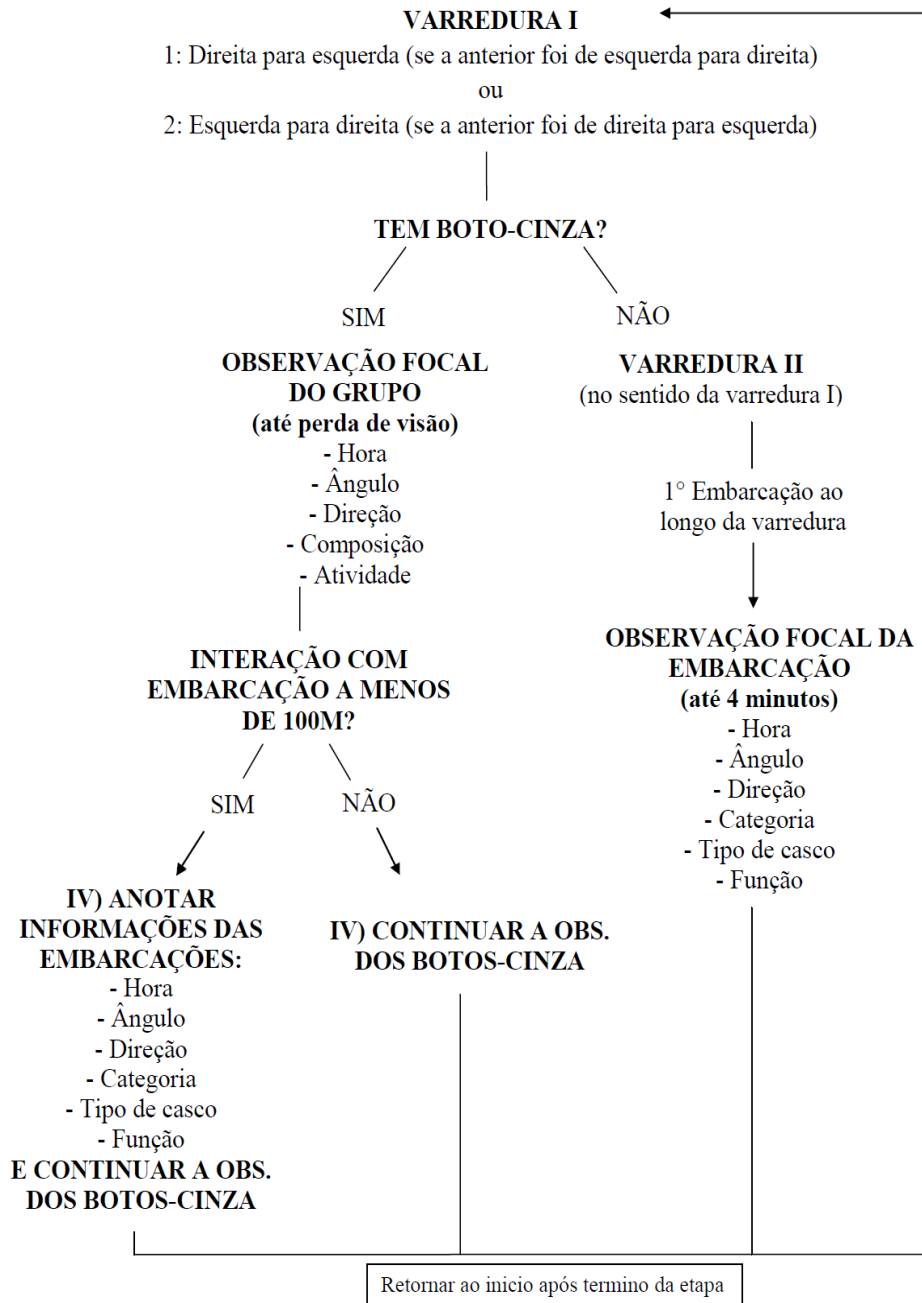 VARREDURA I
1: Direita para esquerda (se a anterior foi de esquerda para direita)
ou
2: Esquerda para direita (se a anterior foi de direita para esquerda)
TEM BOTO-CINZA?
SIM
OBSERVAÇÃO FOCAL
DO GRUPO
(até perda de visão)
- Hora
- Ângulo
- Direção
- Composição
- Atividade
INTERAÇÃO COM
EMBARCAÇÃO A MENOS
DE 100M?
SIM
IV) ANOTAR
INFORMAÇÕES DAS
EMBARCAÇÕES:
- Hora
- Ângulo
- Direção
- Categoria
- Tipo de casco
- Função
E CONTINUAR A OBS.
DOS BOTOS-CINZA
NÃO
IV) CONTINUAR A OBS.
DOS BOTOS-CINZA
NÃO
VARREDURA II
(no sentido da varredura I)
1° Embarcação ao
longo da varredura
OBSERVAÇÃO FOCAL DA
EMBARCAÇÃO
(até 4 minutos)
- Hora
- Ângulo
- Direção
- Categoria
- Tipo de casco
- Função
Retornar ao inicio após termino da etapa